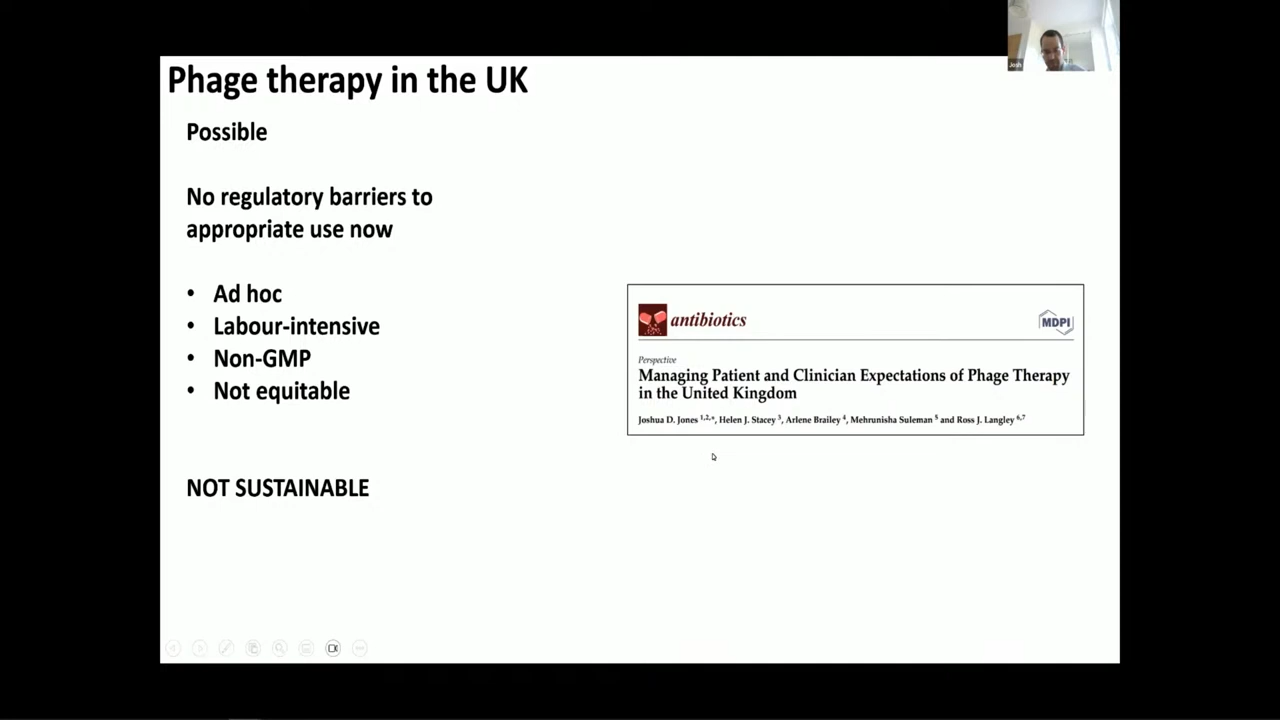 Josh
Phage therapy in the UK
Possible
No regulatory barriers to
appropriate use now
• Ad hoc
• Labour-intensive
• Non-GMP
• Not equitable
NOT SUSTAINABLE
antibiotics
MDPI
Perspective
Managing Patient and Clinician Expectations of Phage Therapy
in the United Kingdom
Joshua D. Jones 1,2,*, Helen J. Stacey 3, Arlene Brailey 4, Mehrunisha Suleman 5 and Ross J. Langley 6,7